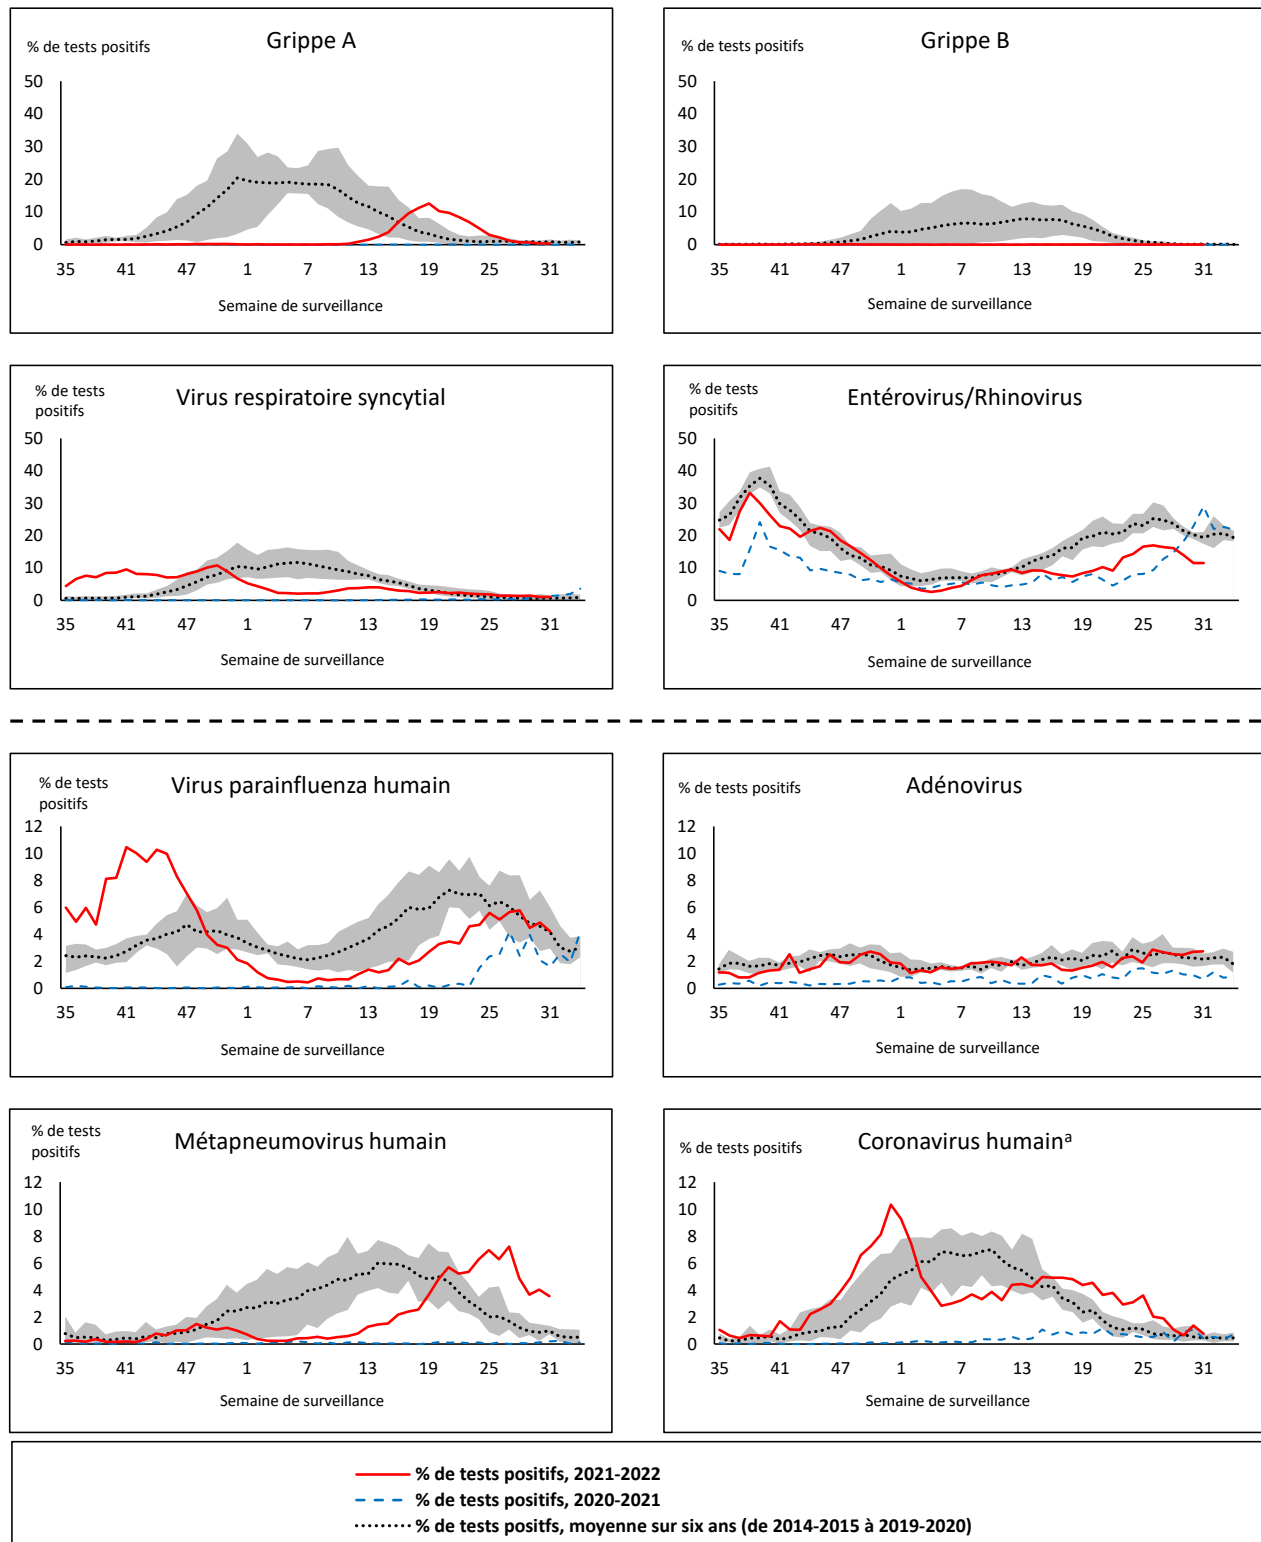 Grippe A
% de tests positifs
50
40
30
20
10
0
35 41 47 1 7 13 19 25 31
Semaine de surveillance
Grippe B
% de tests positifs
50
40
30
20
10
0
35 41 47 1 7 13 19 25 31
Semaine de surveillance
Virus respiratoire syncytial
% de tests
positifs
50
40
30
20
10
0
35 41 47 1 7 13 19 25 31
Semaine de surveillance
Entérovirus/Rhinovirus
% de tests
positifs
50
40
30
20
10
0
35 41 47 1 7 13 19 25 31
Semaine de surveillance
Virus parainfluenza humain
% de tests
positifs
12
10
8
6
4
2
0
35 41 47 1 7 13 19 25 31
Semaine de surveillance
Adénovirus
% de tests positifs
12
10
8
6
4
2
0
35 41 47 1 7 13 19 25 31
Semaine de surveillance
Métapneumovirus humain
% de tests
positifs
12
10
8
6
4
2
0
35 41 47 1 7 13 19 25 31
Semaine de surveillance
Coronavirus humainᵃ
% de tests positifs
12
10
8
6
4
2
0
35 41 47 1 7 13 19 25 31
Semaine de surveillance
% de tests positifs, 2021-2022
% de tests positifs, 2020-2021
% de tests positfs, moyenne sur six ans (de 2014-2015 à 2019-2020)